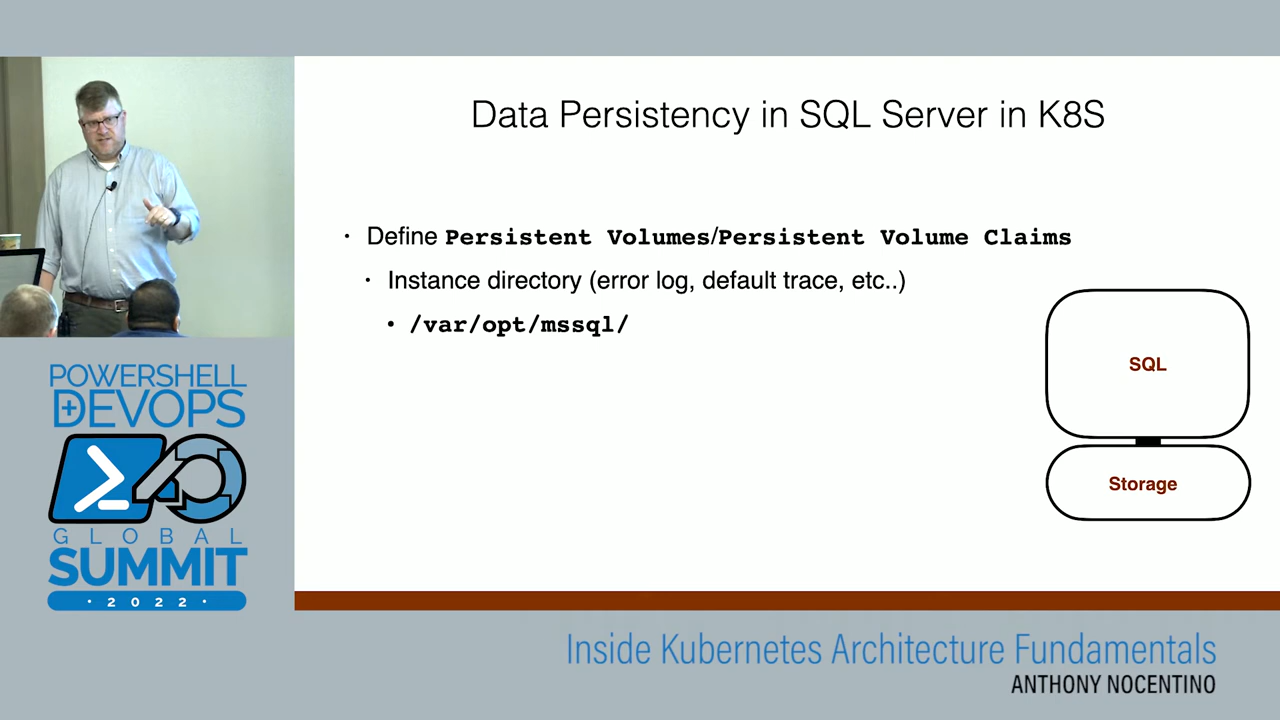 Data Persistency in SQL Server in K8S
· Define Persistent Volumes/Persistent Volume Claims
· Instance directory (error log, default trace, etc..)
• /var/opt/mssql/
SQL
Storage
POWERSHELL
DEVOPS
GLOBAL
SUMMIT
· 2022 ·
Inside Kubernetes Architecture Fundamentals
ANTHONY NOCENTINO